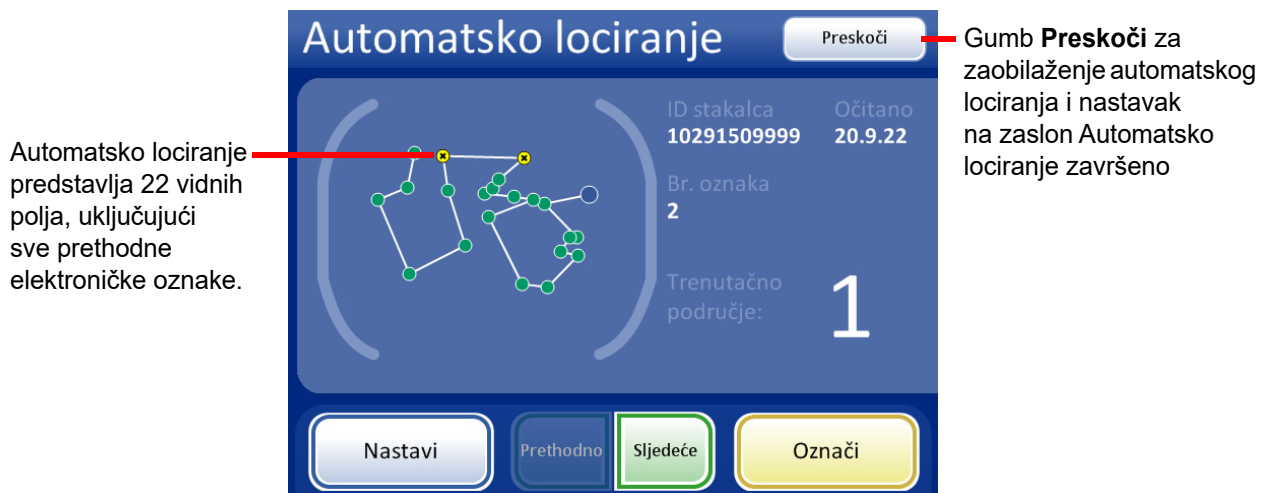 Automatsko lociranje
predstavlja 22 vidnih
polja, uključujući
sve prethodne
elektroničke oznake.
Automatsko lociranje
Preskoči
ID stakalca
10291509999
Očitano
20.9.22
Br. oznaka
2
Trenutačno
područje:
1
Nastavi
Prethodno
Sljedeće
Označi
Gumb Preskoči za
zaobilaženje automatskog
lociranja i nastavak
na zaslon Automatsko
lociranje završeno